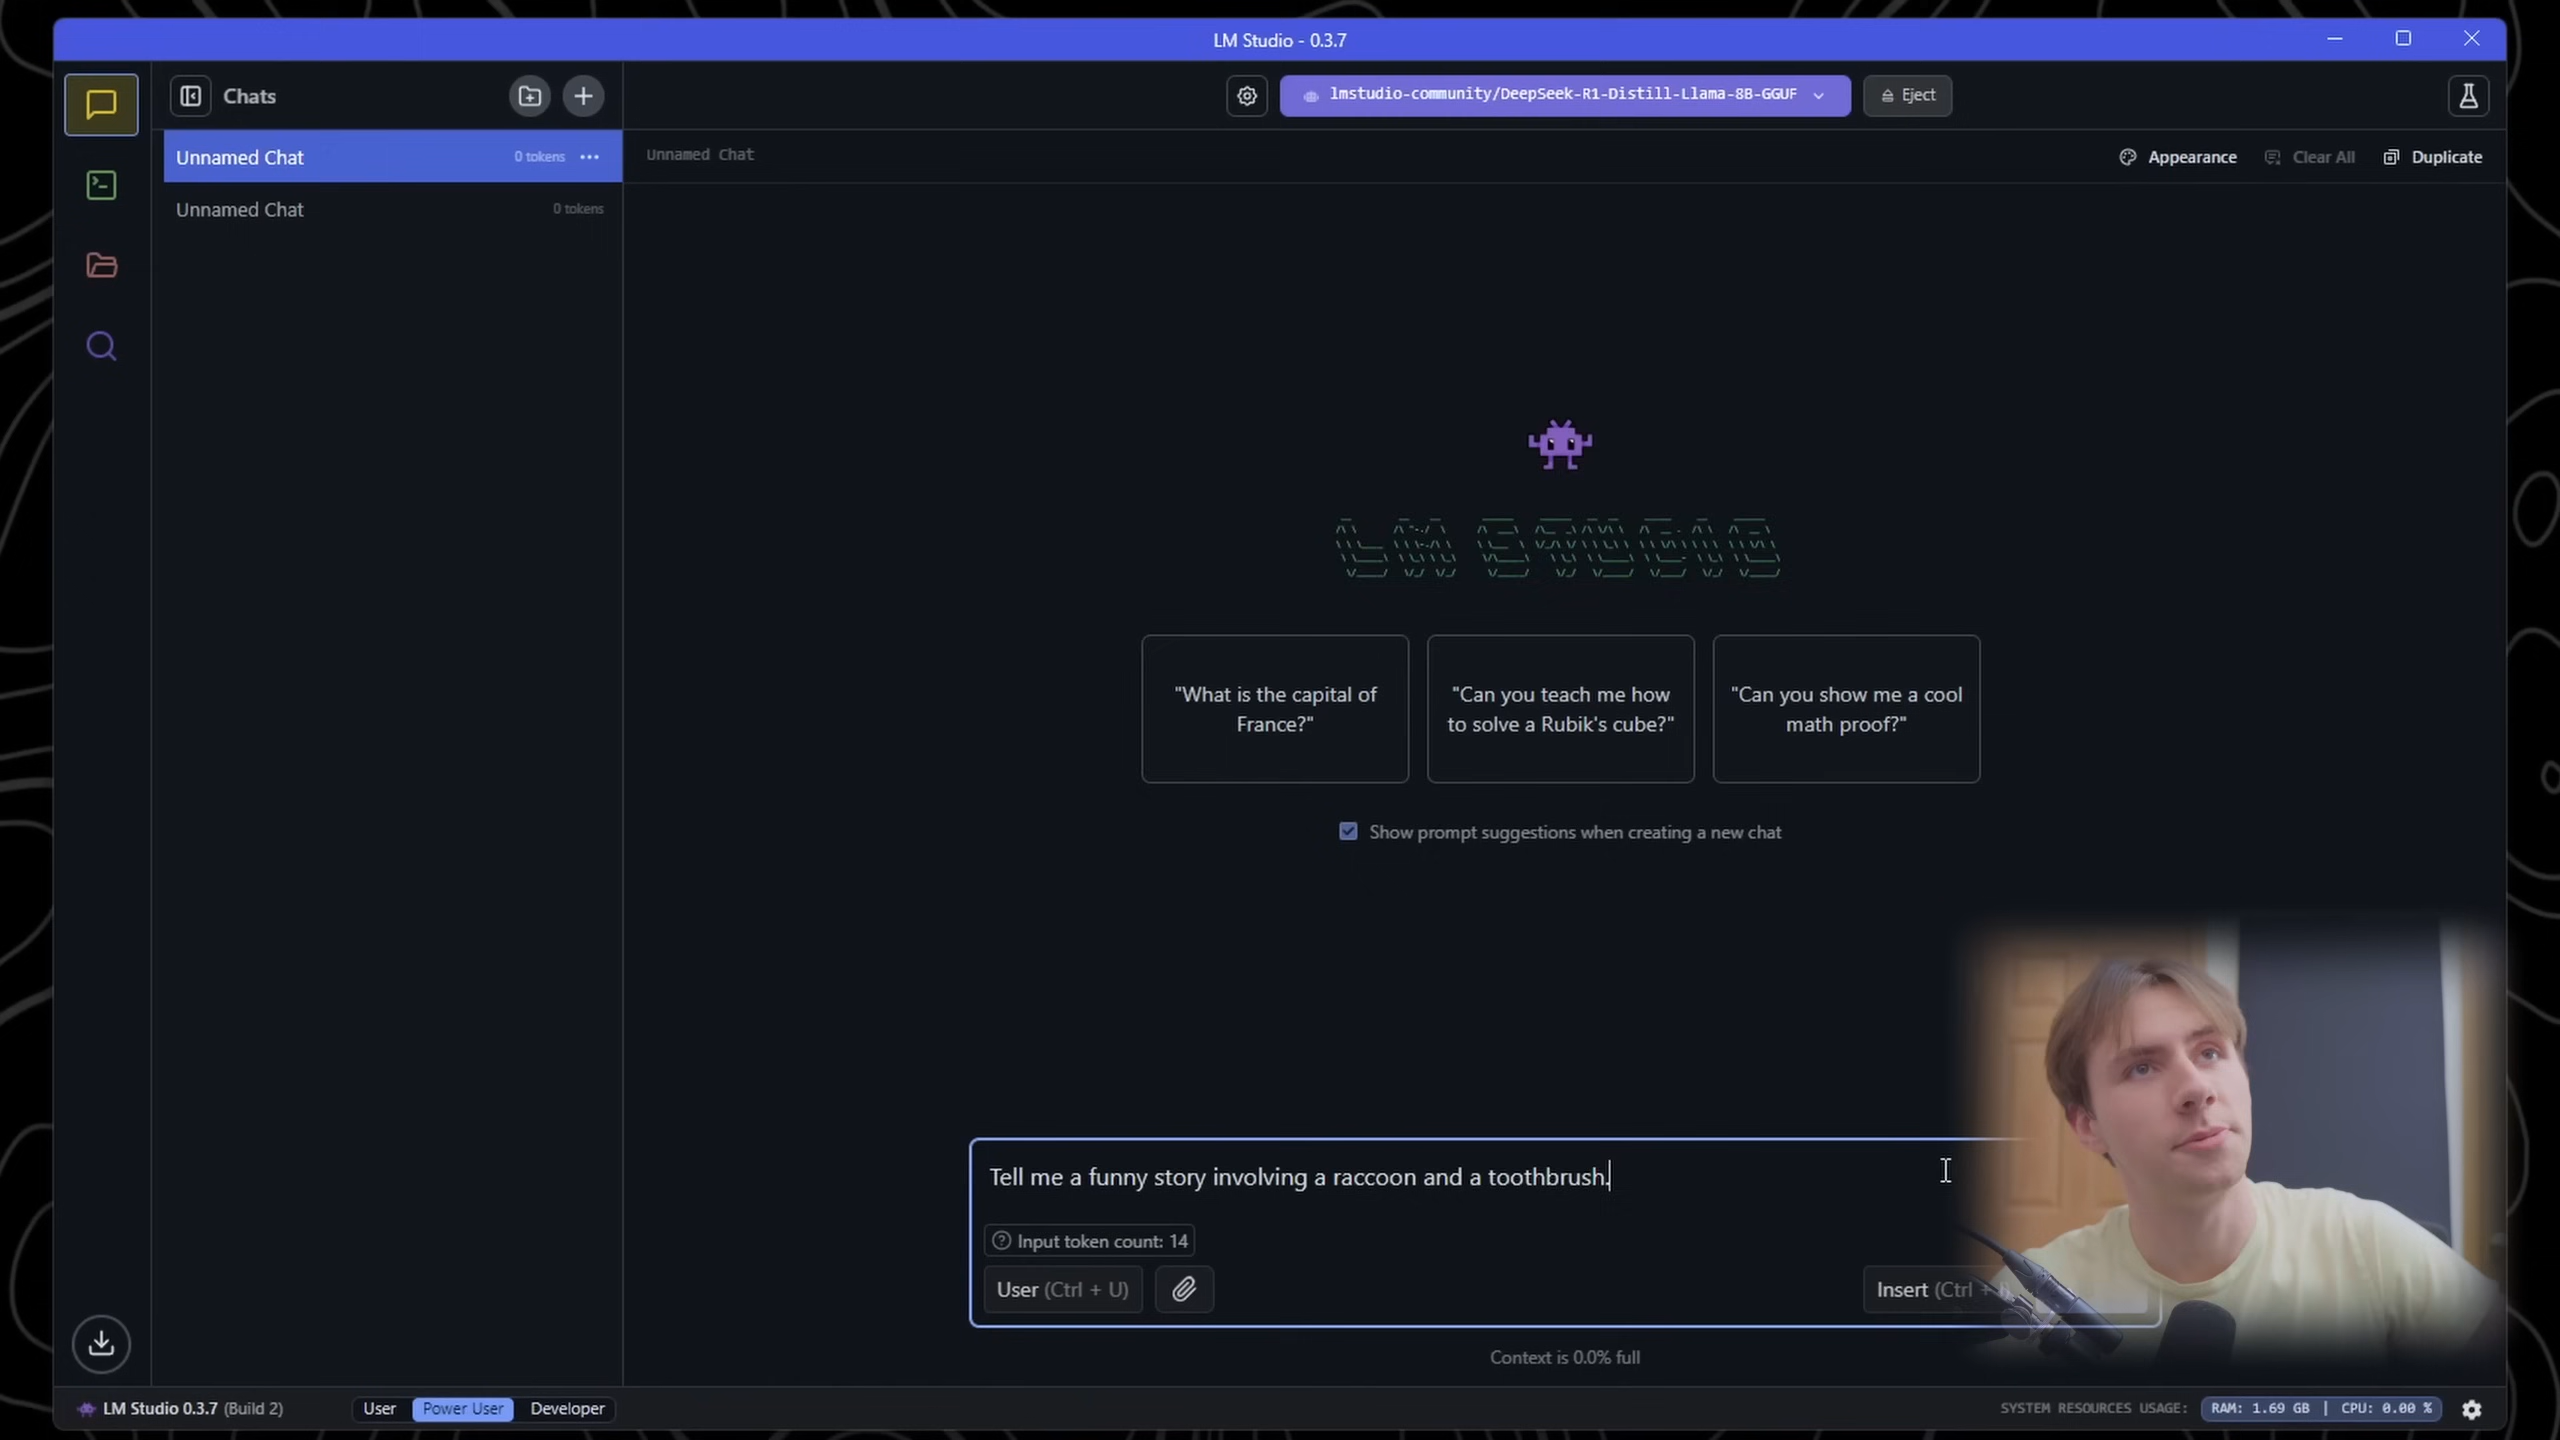 LM Studio - 0.3.7
Chats
lmstudio-community/DeepSeek-R1-Distill-Llama-8B-GGUF
Eject
Unnamed Chat
0 tokens
Unnamed Chat
Appearance
Clear All
Duplicate
Unnamed Chat
0 tokens
LM STUDIO
"What is the capital of
France?"
"Can you teach me how
to solve a Rubik's cube?"
"Can you show me a cool
math proof?"
Show prompt suggestions when creating a new chat
Tell me a funny story involving a raccoon and a toothbrush.
Input token count: 14
User (Ctrl + U)
Insert (Ctrl +
Context is 0.0% full
LM Studio 0.3.7 (Build 2)
User
Power User
Developer
SYSTEM RESOURCES USAGE:
RAM: 1.69 GB | CPU: 0.00 %